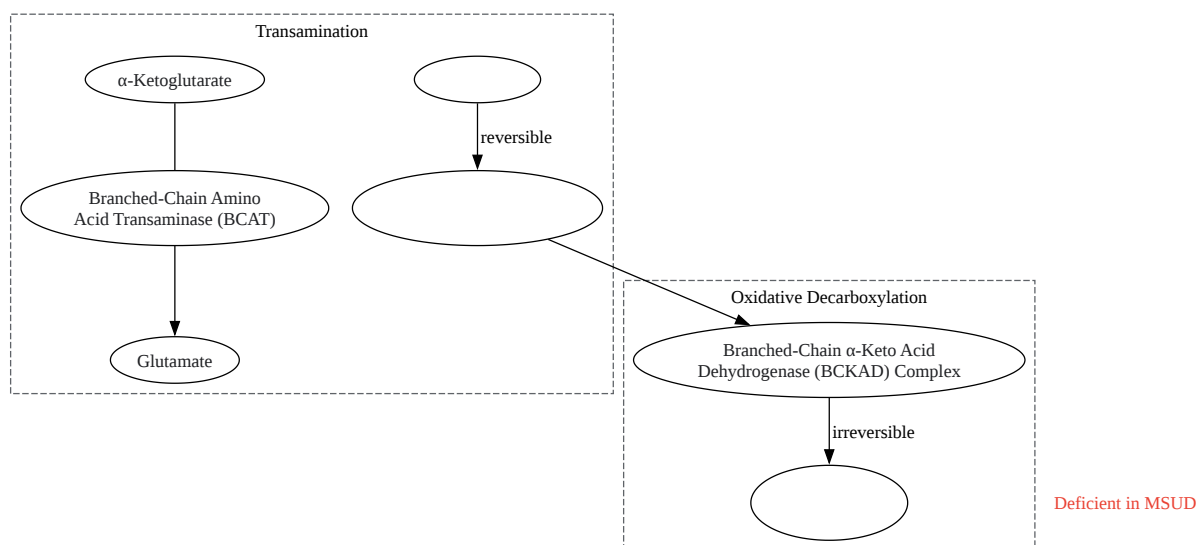 Transamination
α-Ketoglutarate
reversible
Branched-Chain Amino
Acid Transaminase (BCAT)
Oxidative Decarboxylation
Glutamate
Branched-Chain α-Keto Acid
Dehydrogenase (BCKAD) Complex
irreversible
Deficient in MSUD